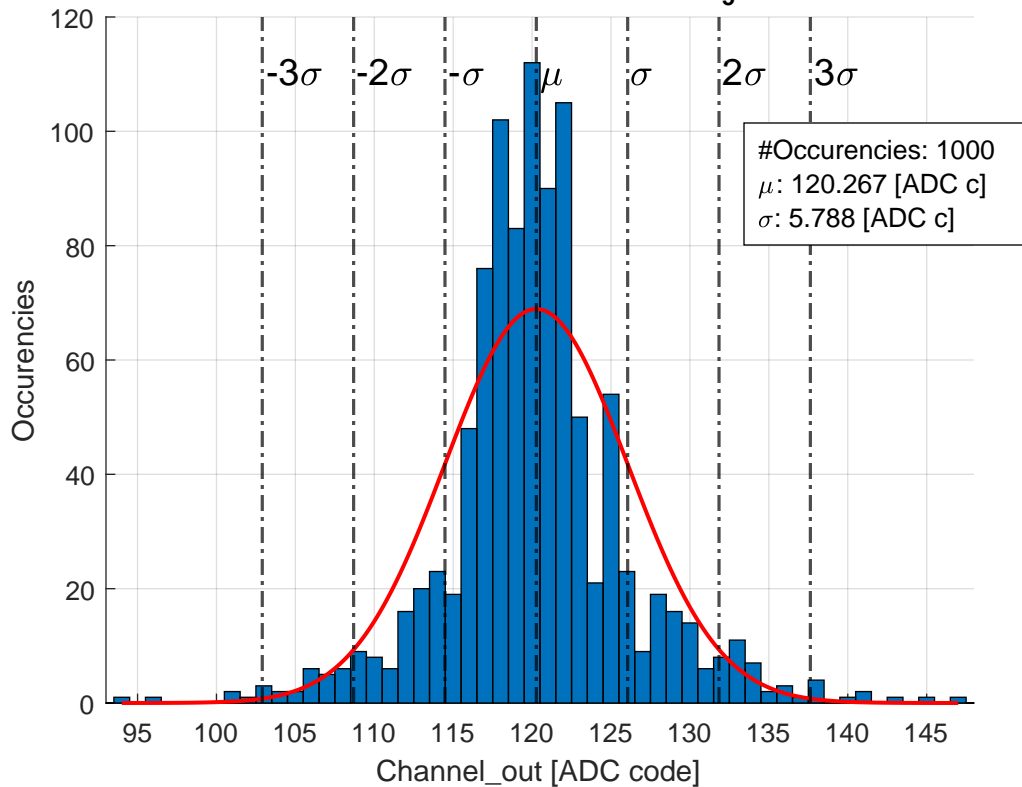 g
120
-3σ -2σ -σ μ σ 2σ 3σ
100
#Occurencies: 1000
μ: 120.267 [ADC c]
σ: 5.788 [ADC c]
80
Occurencies
60
40
20
0
95 100 105 110 115 120 125 130 135 140 145
Channel_out [ADC code]